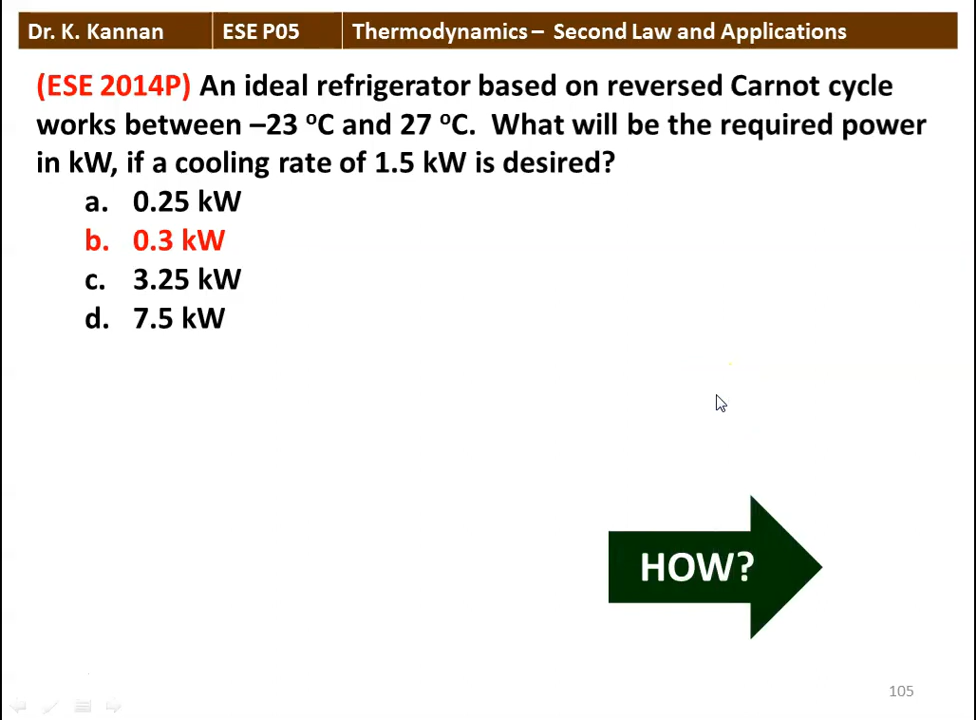 Dr. K. Kannan ESE P05 Thermodynamics – Second Law and Applications
(ESE 2014P) An ideal refrigerator based on reversed Carnot cycle
works between –23 ºC and 27 ºC. What will be the required power
in kW, if a cooling rate of 1.5 kW is desired?
a. 0.25 kW
b. 0.3 kW
c. 3.25 kW
d. 7.5 kW
HOW?
105